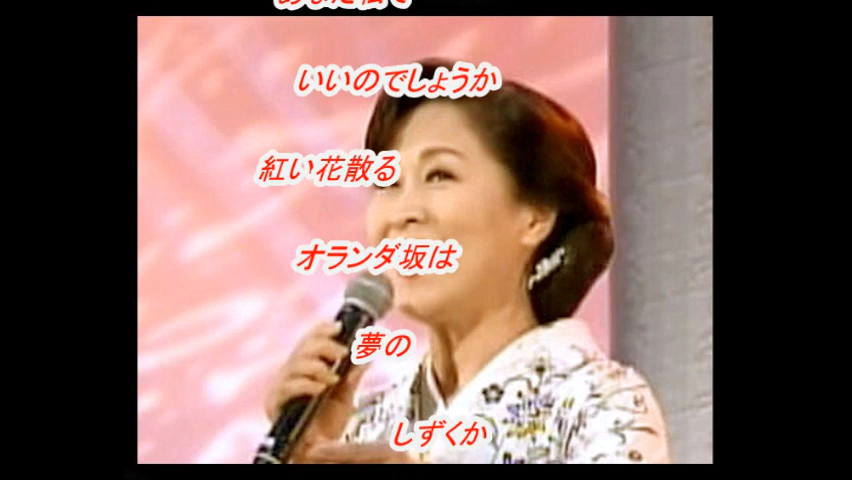 いいのでしょうか
紅い花散る
オランダ坂は
夢の
しずくか